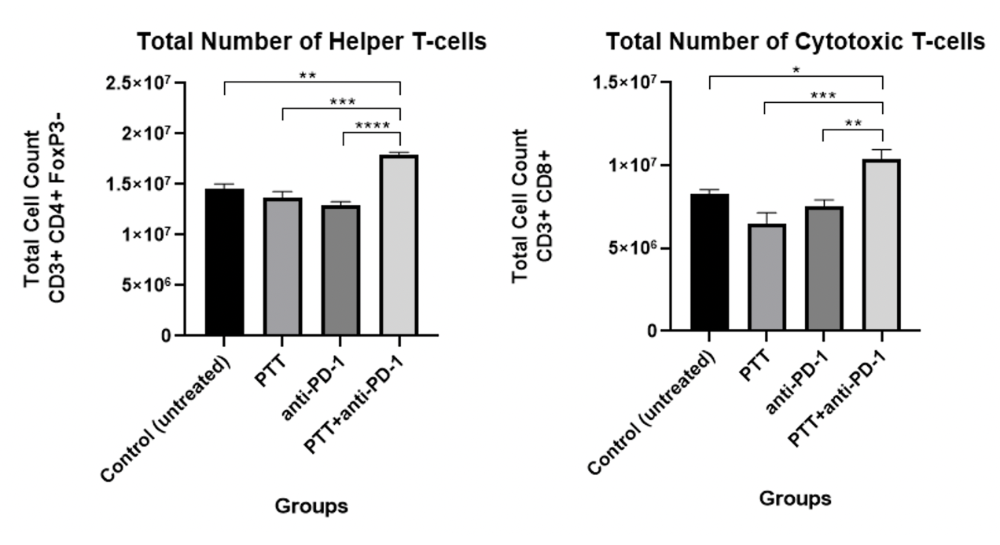 Total Number of Helper T-cells
Total Cell Count
CD3+ CD4+ FoxP3-
2.5×10⁷
2×10⁷
1.5×10⁷
1×10⁷
5×10⁶
0
**
***
****
Control (untreated)
PTT
anti-PD-1
PTT+anti-PD-1
Groups
Total Number of Cytotoxic T-cells
Total Cell Count
CD3+ CD8+
1.5×10⁷
1×10⁷
5×10⁶
0
*
***
**
Control (untreated)
PTT
anti-PD-1
PTT+anti-PD-1
Groups